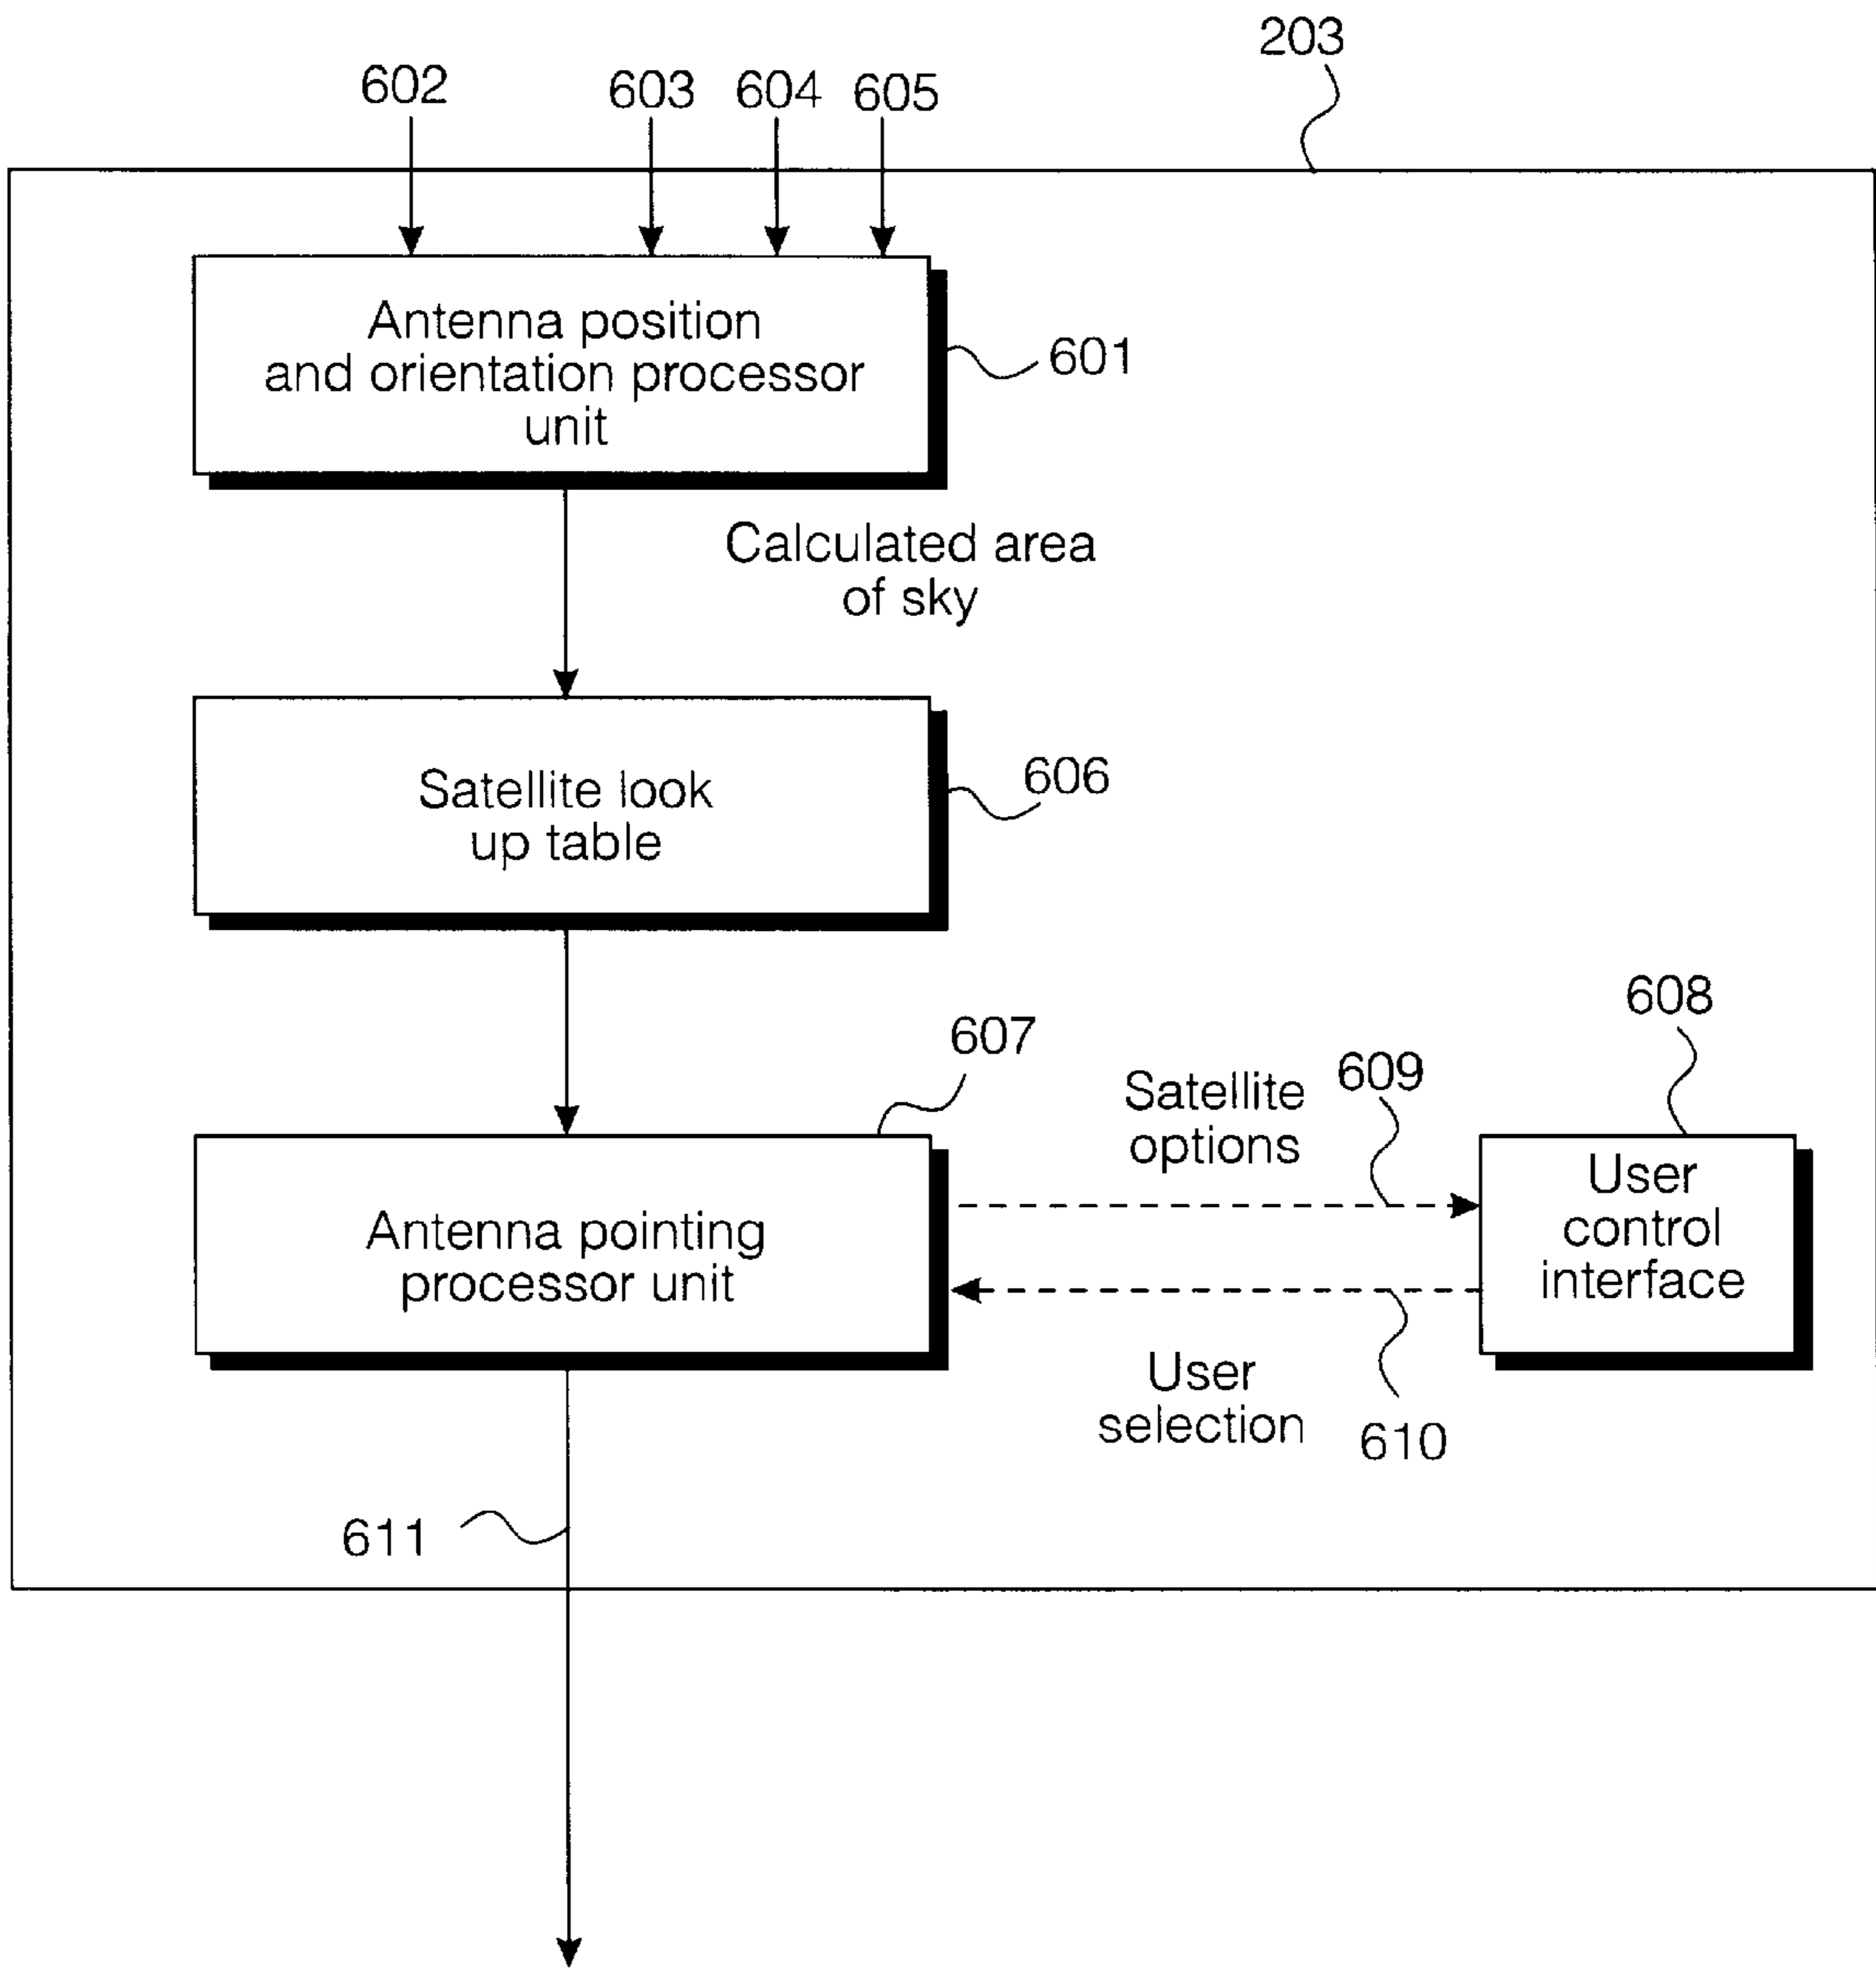 203
602
603
604
605
Antenna position
and orientation processor
unit
601
Calculated area
of sky
Satellite look
up table
606
607
608
Satellite
options
609
Antenna pointing
processor unit
User
control
interface
User
selection
610
611